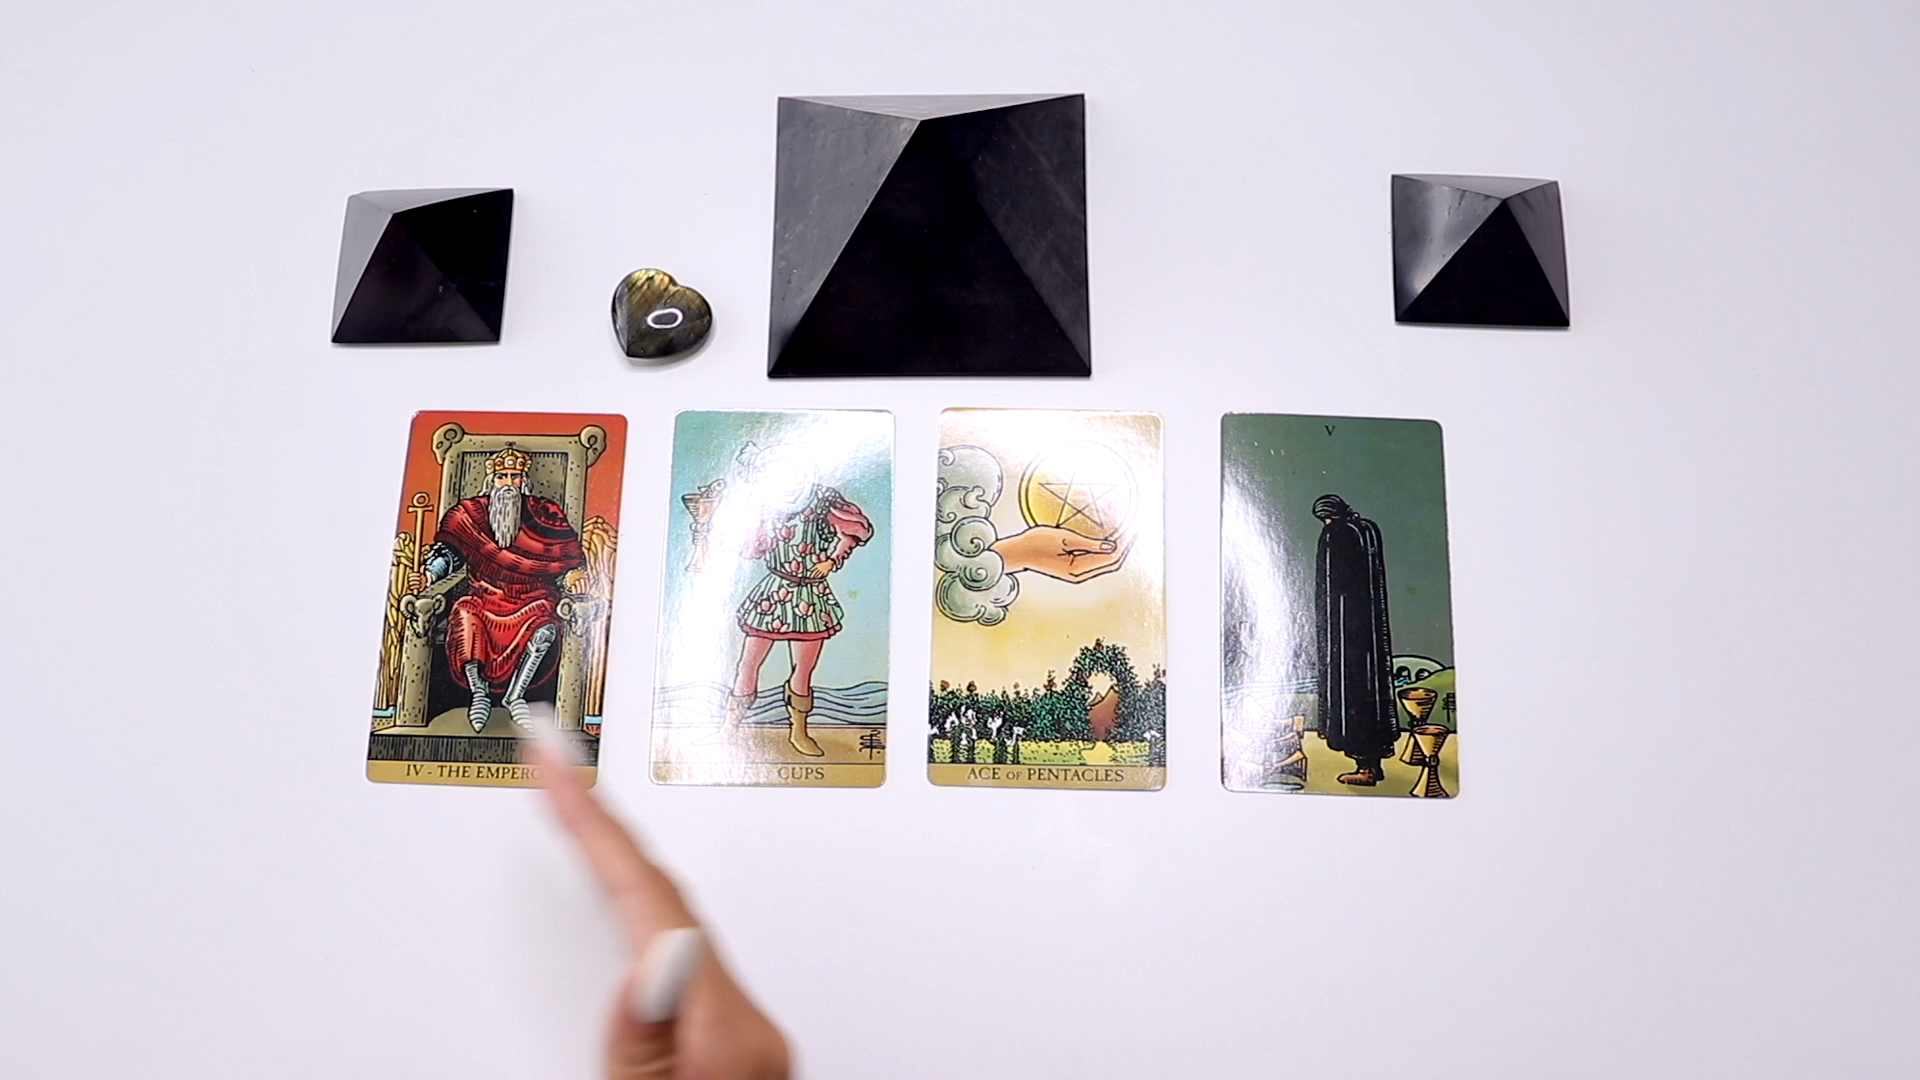 V
IV - THE EMPERO
CUPS
ACE OF PENTACLES